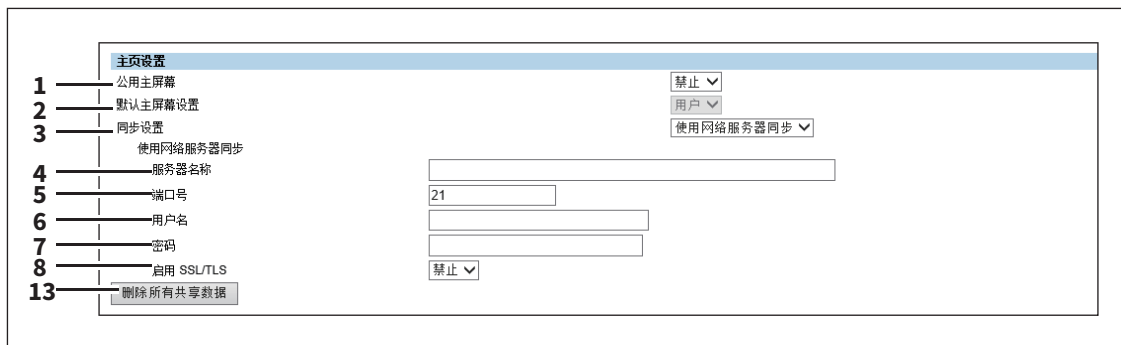 主页设置
1 公用主屏幕 禁止
2 默认主屏幕设置 用户
3 同步设置 使用网络服务器同步
使用网络服务器同步
4 服务器名称
5 端口号 21
6 用户名
7 密码
8 启用 SSL/TLS 禁止
13 删除所有共享数据